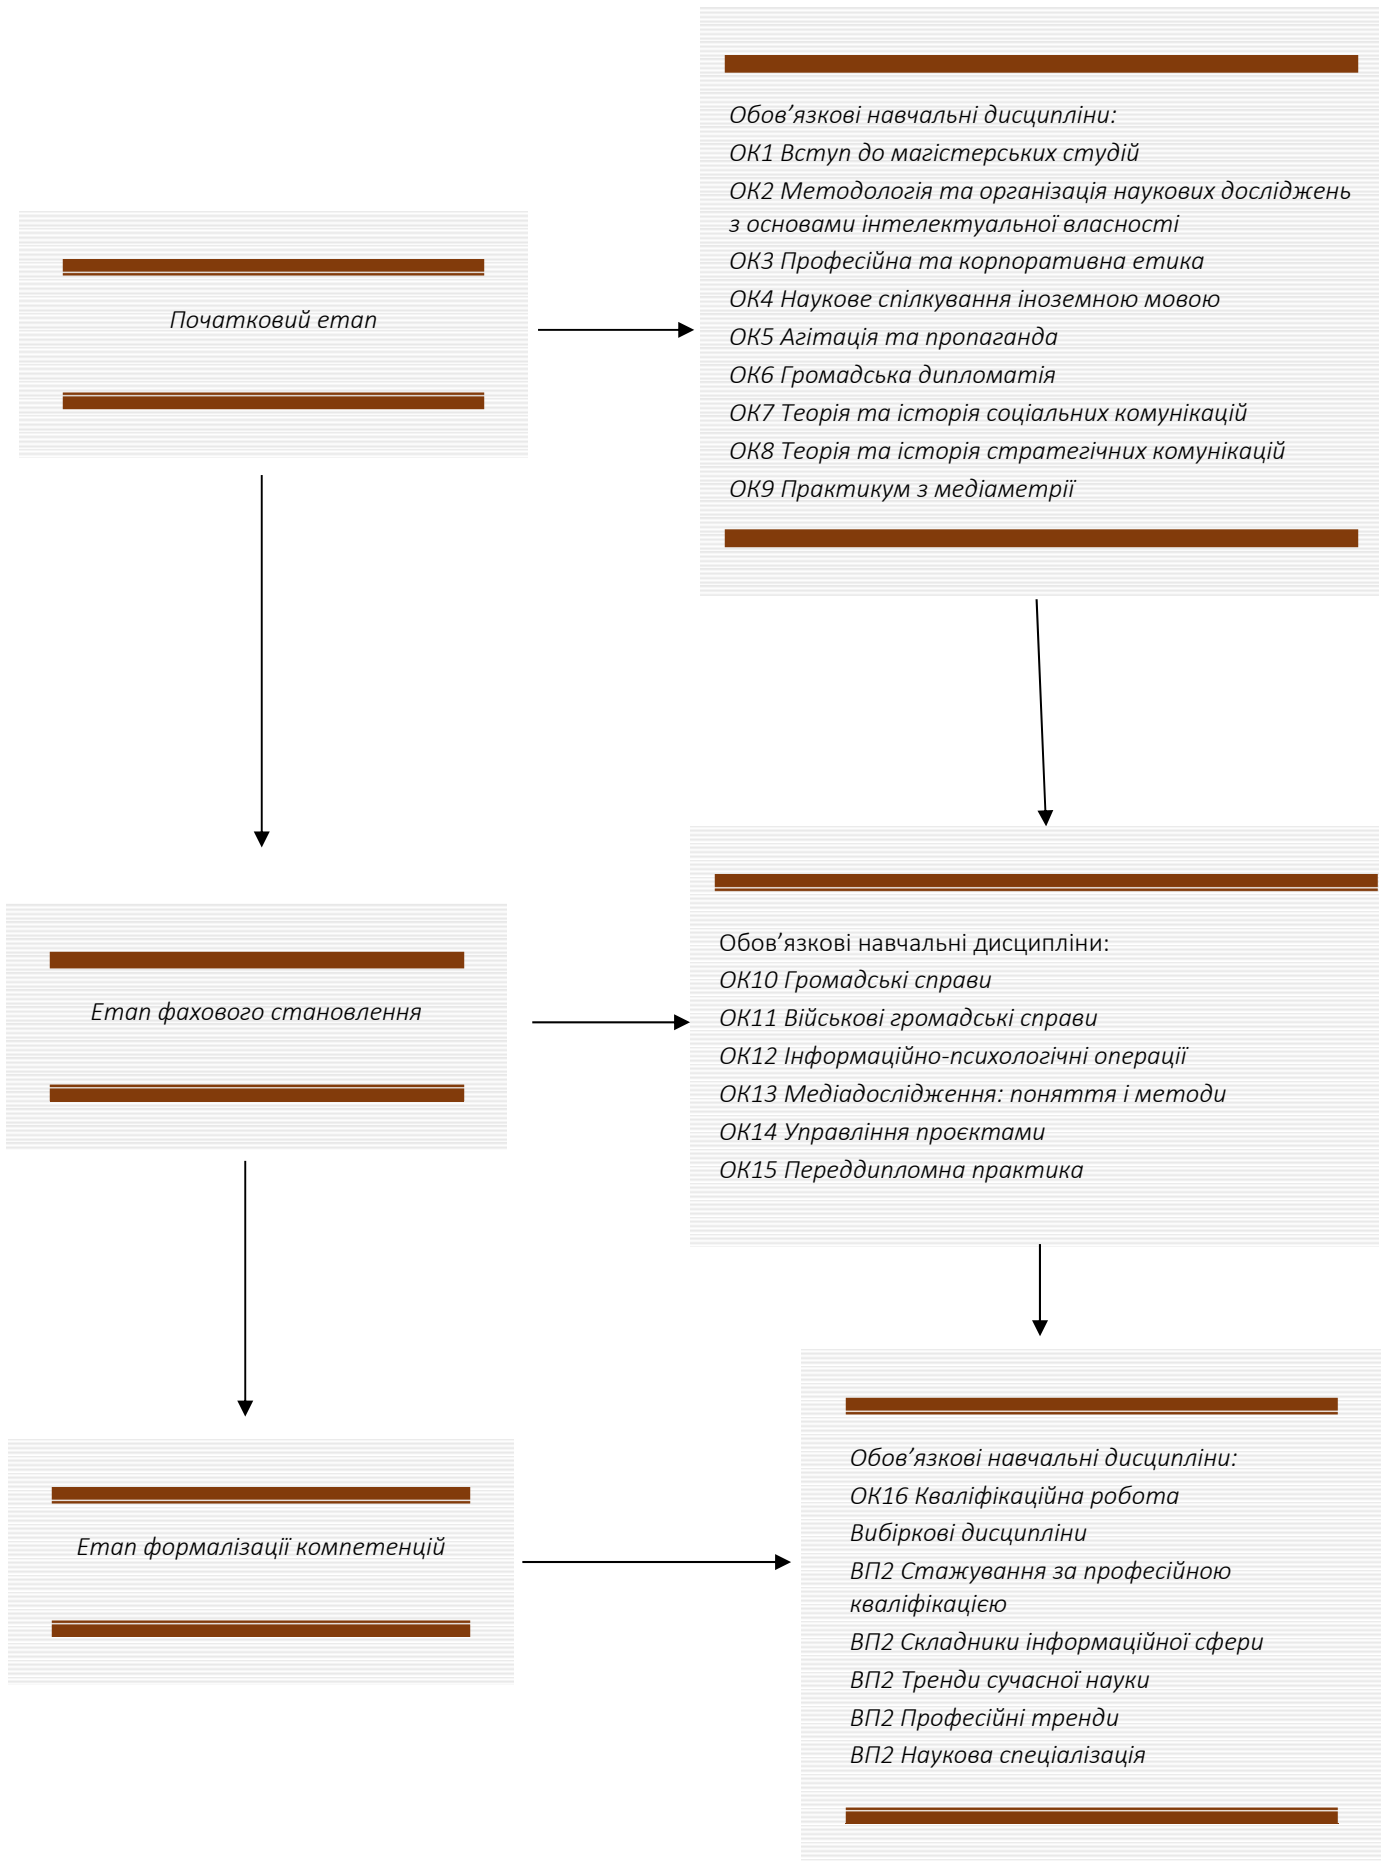 Початковий етап
Обов’язкові навчальні дисципліни:
ОК1 Вступ до магістерських студій
ОК2 Методологія та організація наукових досліджень
з основами інтелектуальної власності
ОК3 Професійна та корпоративна етика
ОК4 Наукове спілкування іноземною мовою
ОК5 Агітація та пропаганда
ОК6 Громадська дипломатія
ОК7 Теорія та історія соціальних комунікацій
ОК8 Теорія та історія стратегічних комунікацій
ОК9 Практикум з медіаметрії
Етап фахового становлення
Обов’язкові навчальні дисципліни:
ОК10 Громадські справи
ОК11 Військові громадські справи
ОК12 Інформаційно-психологічні операції
ОК13 Медіадослідження: поняття і методи
ОК14 Управління проєктами
ОК15 Переддипломна практика
Етап формалізації компетенцій
Обов’язкові навчальні дисципліни:
ОК16 Кваліфікаційна робота
Вибіркові дисципліни
ВП2 Стажування за професійною
кваліфікацією
ВП2 Складники інформаційної сфери
ВП2 Тренди сучасної науки
ВП2 Професійні тренди
ВП2 Наукова спеціалізація